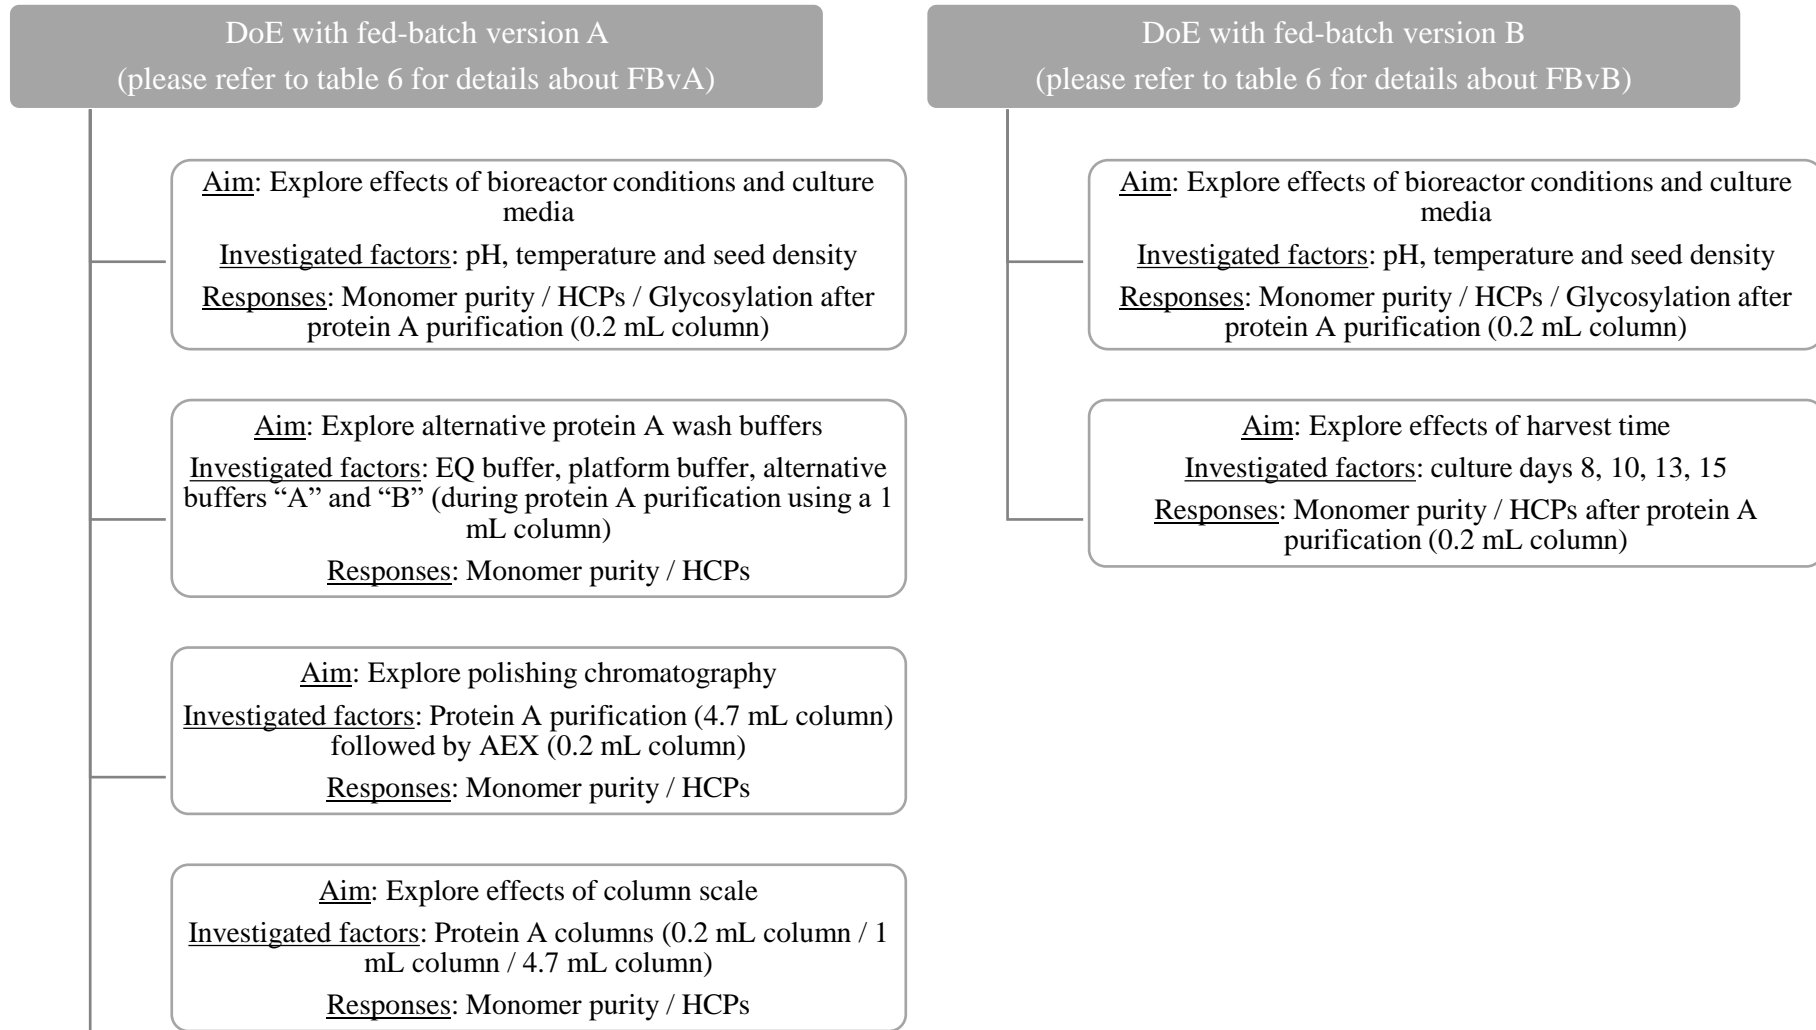 DoE with fed-batch version A
(please refer to table 6 for details about FBvA)
Aim: Explore effects of bioreactor conditions and culture
media
Investigated factors: pH, temperature and seed density
Responses: Monomer purity / HCPs / Glycosylation after
protein A purification (0.2 mL column)
Aim: Explore alternative protein A wash buffers
Investigated factors: EQ buffer, platform buffer, alternative
buffers “A” and “B” (during protein A purification using a 1
mL column)
Responses: Monomer purity / HCPs
Aim: Explore polishing chromatography
Investigated factors: Protein A purification (4.7 mL column)
followed by AEX (0.2 mL column)
Responses: Monomer purity / HCPs
Aim: Explore effects of column scale
Investigated factors: Protein A columns (0.2 mL column / 1
mL column / 4.7 mL column)
Responses: Monomer purity / HCPs
DoE with fed-batch version B
(please refer to table 6 for details about FBvB)
Aim: Explore effects of bioreactor conditions and culture
media
Investigated factors: pH, temperature and seed density
Responses: Monomer purity / HCPs / Glycosylation after
protein A purification (0.2 mL column)
Aim: Explore effects of harvest time
Investigated factors: culture days 8, 10, 13, 15
Responses: Monomer purity / HCPs after protein A
purification (0.2 mL column)